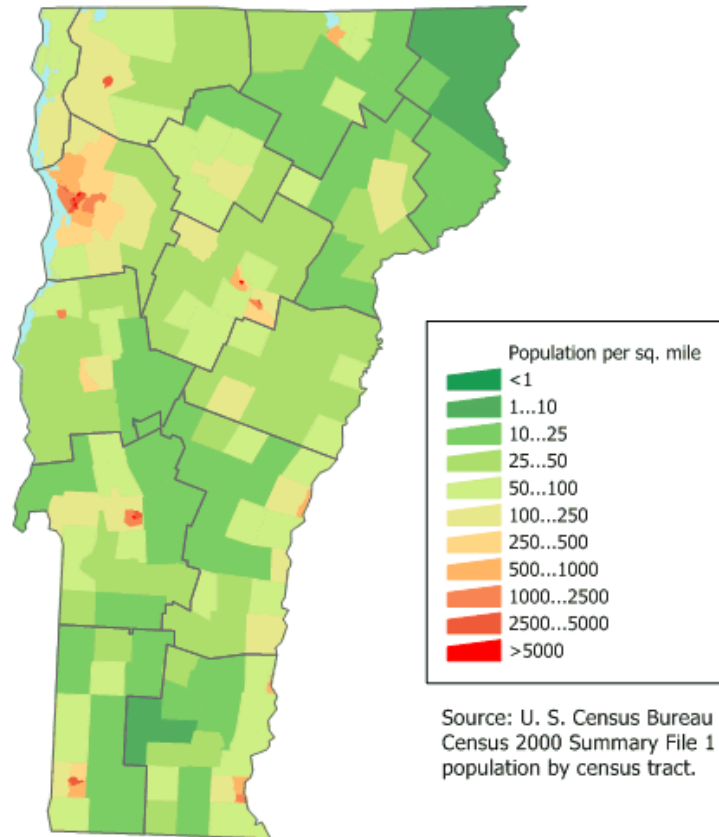 Population per sq. mile
<1
1...10
10...25
25...50
50...100
100...250
250...500
500...1000
1000...2500
2500...5000
>5000
Source: U. S. Census Bureau
Census 2000 Summary File 1
population by census tract.